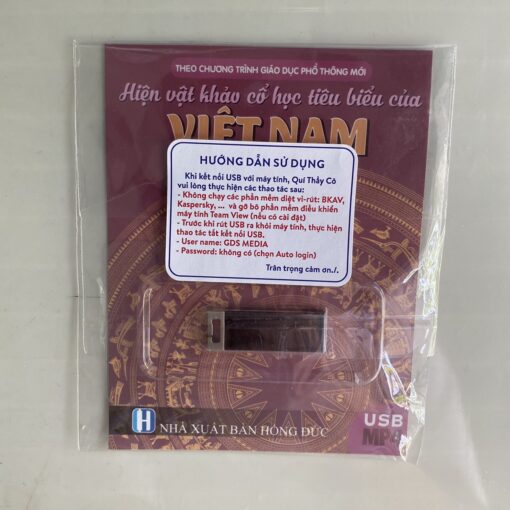 THEO CHƯƠNG TRÌNH GIÁO DỤC PHỔ THÔNG MỚI
Hiện vật khảo cổ học tiêu biểu của
VIỆT NAM
HƯỚNG DẪN SỬ DỤNG
Khi kết nối USB với máy tính, Quí Thầy Cô
vui lòng thực hiện các thao tác sau:
- Không chạy các phần mềm diệt vi-rút: BKAV,
Kaspersky, ... và gỡ bỏ phần mềm điều khiển
máy tính Team View (nếu có cài đặt)
- Trước khi rút USB ra khỏi máy tính, thực hiện
thao tác tắt kết nối USB.
- User name: GDS MEDIA
- Password: không có (chọn Auto login)
Trân trọng cảm ơn./.
H
NHÀ XUẤT BẢN HỒNG ĐỨC
USB
MP4